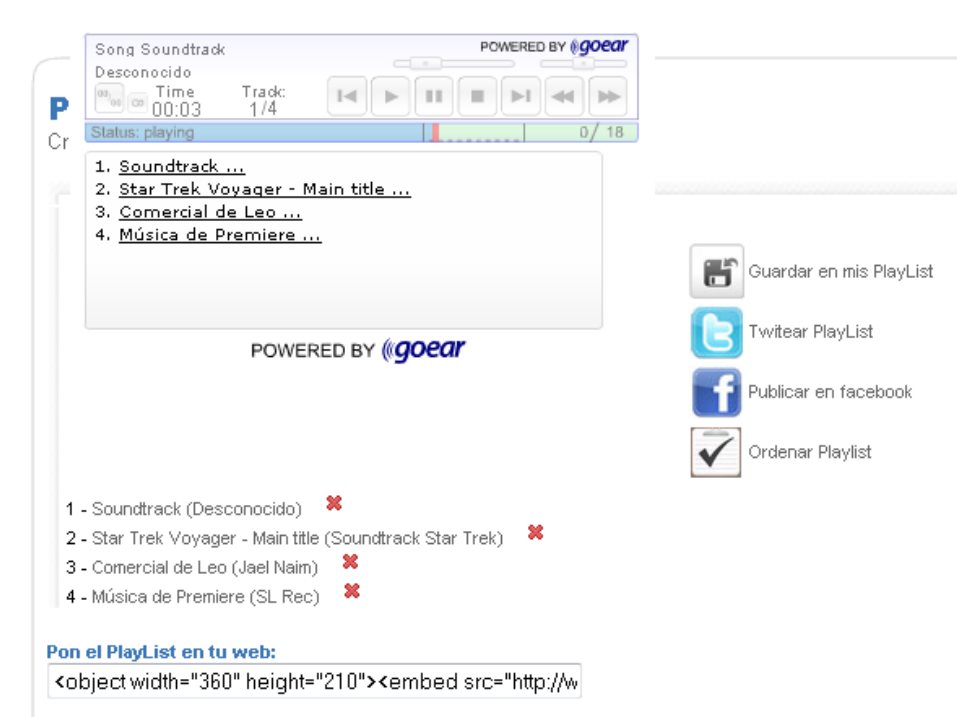 Song Soundtrack
POWERED BY goear
Desconocido
Time
Track:
00:03
1/4
Status: playing
0/ 18
P
Cr
1. Soundtrack ...
2. Star Trek Voyager - Main title ...
3. Comercial de Leo ...
4. Música de Premiere ...
POWERED BY goear
Guardar en mis PlayList
Twitear PlayList
Publicar en facebook
Ordenar Playlist
1 - Soundtrack (Desconocido)
2 - Star Trek Voyager - Main title (Soundtrack Star Trek)
3 - Comercial de Leo (Jael Naim)
4 - Música de Premiere (SL Rec)
Pon el PlayList en tu web:
<object width="360" height="210"><embed src="http://w